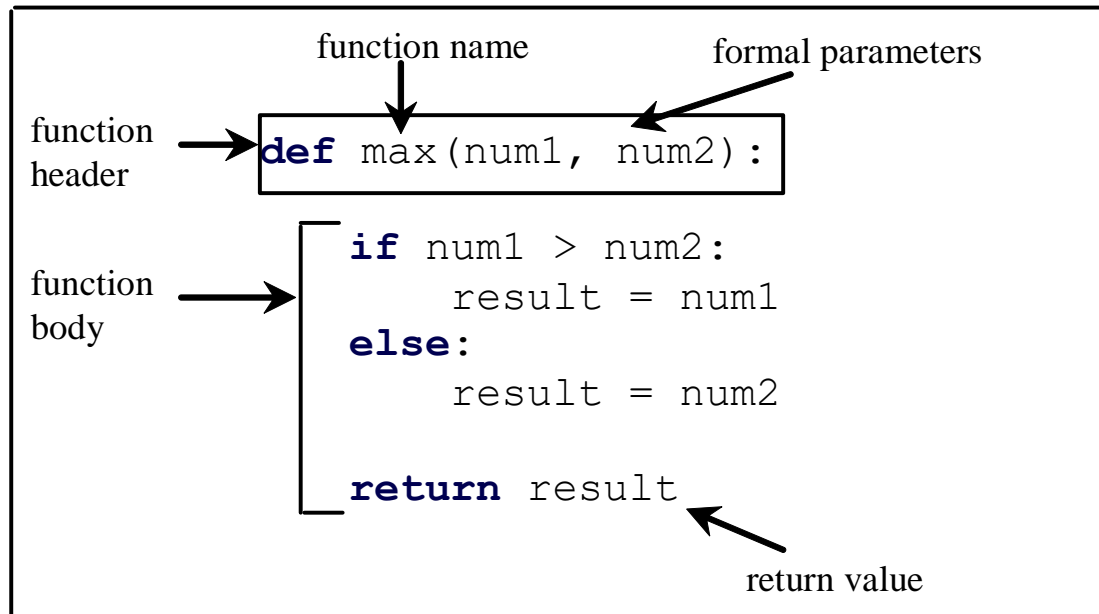 function name
formal parameters
function
header
def max(num1, num2):
function
body
if num1 > num2:
result = num1
else:
result = num2
return result
return value